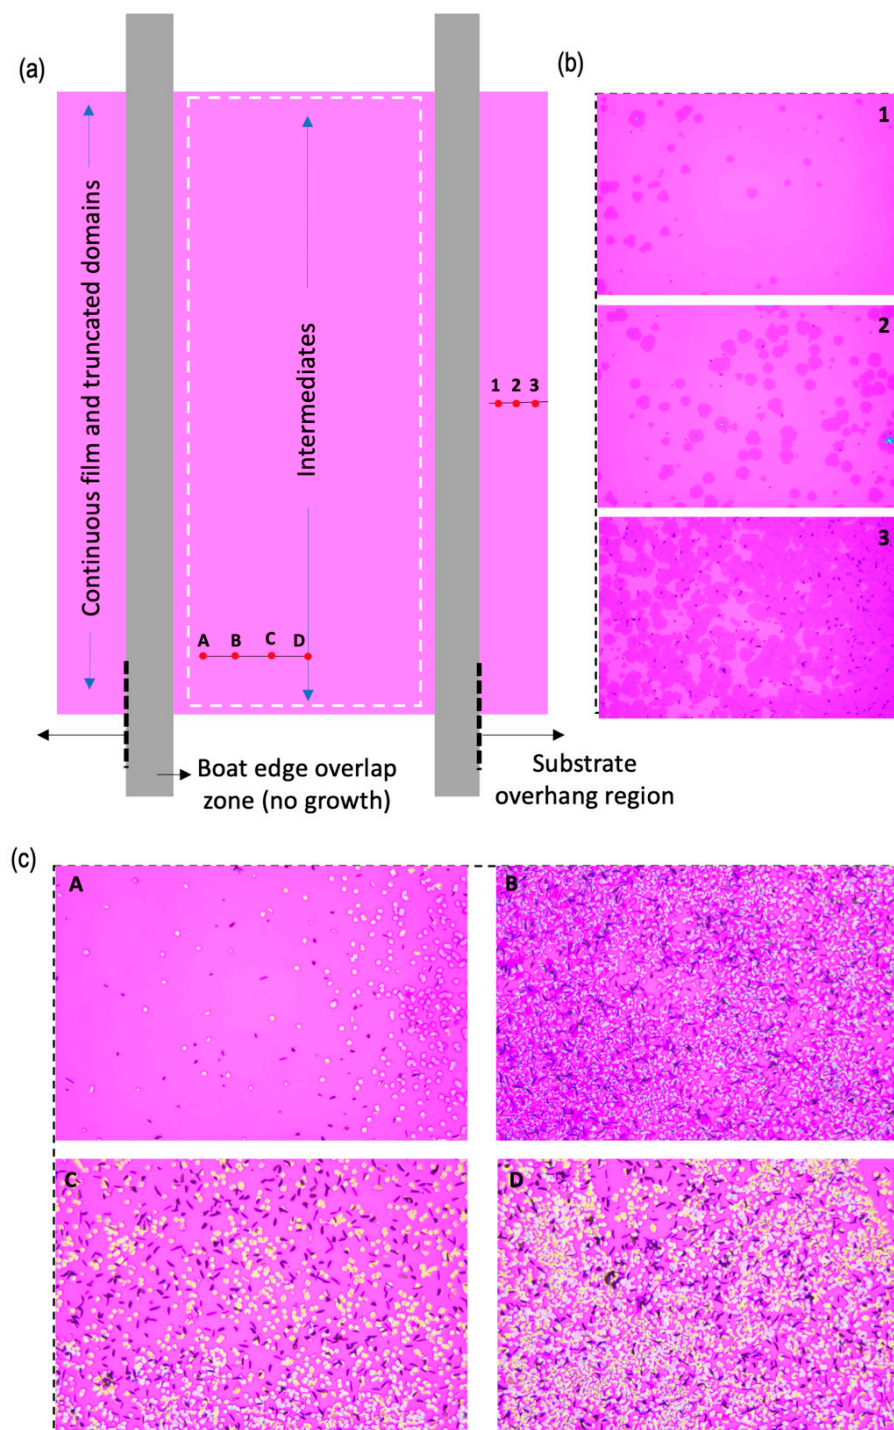 (a)
(b)
Continuous film and truncated domains
Intermediates
1 2 3
A B C D
Boat edge overlap
zone (no growth)
Substrate
overhang region
1
2
3
(c)
A
B
C
D